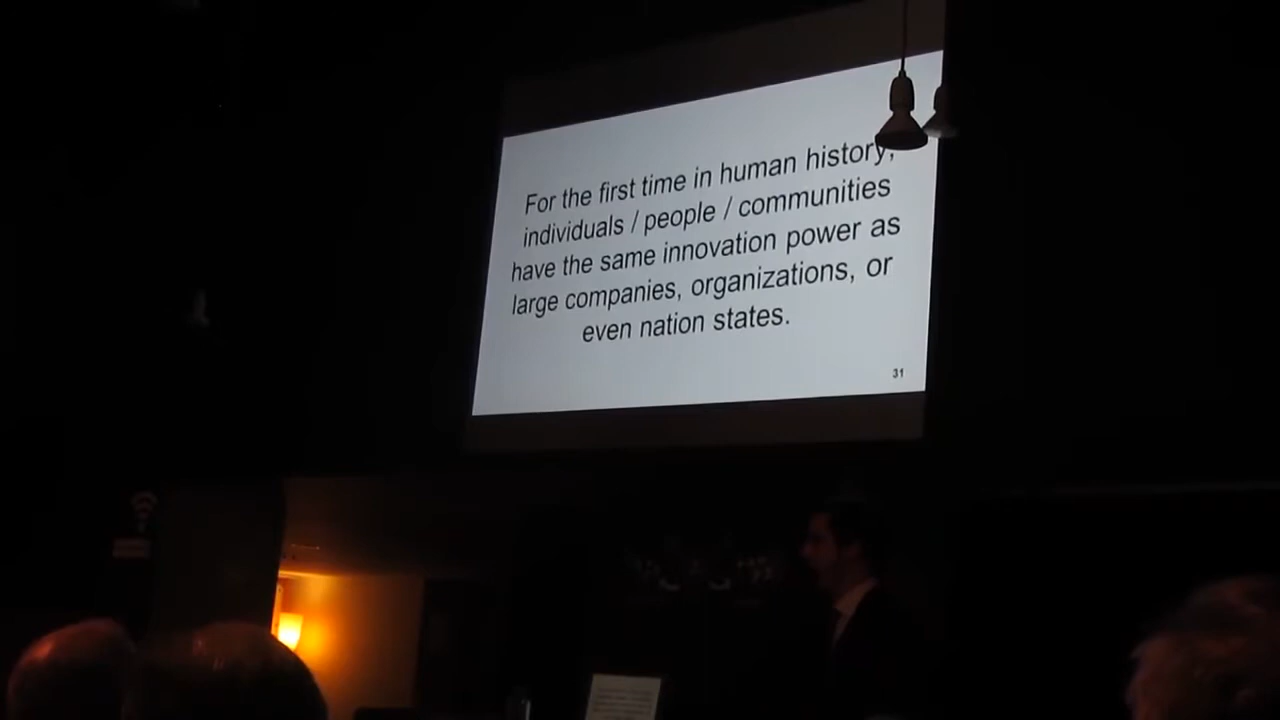 For the first time in human history,
individuals / people / communities
have the same innovation power as
large companies, organizations, or
even nation states.
31